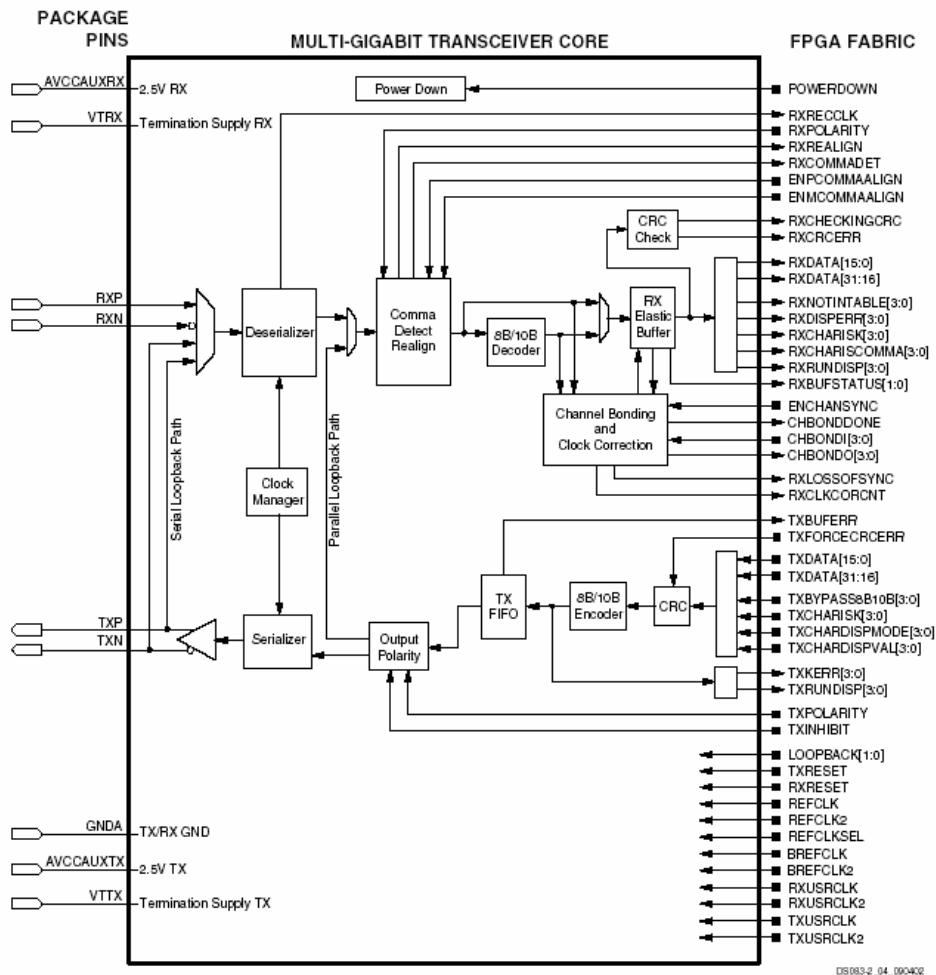 PACKAGE
PINS
MULTI-GIGABIT TRANSCEIVER CORE
FPGA FABRIC
AVCCAUXRX
2.5V RX
Power Down
POWERDOWN
VTRX
Termination Supply RX
RXRECCLK
RXPOLARITY
RXREALIGN
RXCOMMADET
ENPCOMMAALIGN
ENMCOMMAALIGN
CRC
Check
RXCHECKINGCRC
RXCRCERR
RXDATA[15:0]
RXDATA[31:16]
RXP
RXN
Deserializer
Comma
Detect
Realign
8B/10B
Decoder
RX
Elastic
Buffer
RXNOTINTABLE[3:0]
RXDISPERR[3:0]
RXCHARISK[3:0]
RXCHARISCOMMA[3:0]
RXRUNDISP[3:0]
RXBUFSTATUS[1:0]
Channel Bonding
and
Clock Correction
ENCHANSYNC
CHBONDDONE
CHBONDI[3:0]
CHBONDO[3:0]
RXLOSSOFSYNC
RXCLKCORCNT
Serial Loopback Path
Clock
Manager
Parallel Loopback Path
TXBUFERR
TXFORCECRCERR
TXDATA[15:0]
TXDATA[31:16]
TX
FIFO
8B/10B
Encoder
CRC
TXBYPASS8B10B[3:0]
TXCHARISK[3:0]
TXCHARDISPMODE[3:0]
TXCHARDISPVAL[3:0]
TXP
TXN
Serializer
Output
Polarity
TXKERR[3:0]
TXRUNDISP[3:0]
TXPOLARITY
TXINHIBIT
LOOPBACK[1:0]
TXRESET
RXRESET
REFCLK
REFCLK2
REFCLKSEL
BREFCLK
BREFCLK2
RXUSRCLK
RXUSRCLK2
TXUSRCLK
TXUSRCLK2
GNDA
TX/RX GND
AVCCAUXTX
2.5V TX
VTTX
Termination Supply TX
DS083-2_04_090402